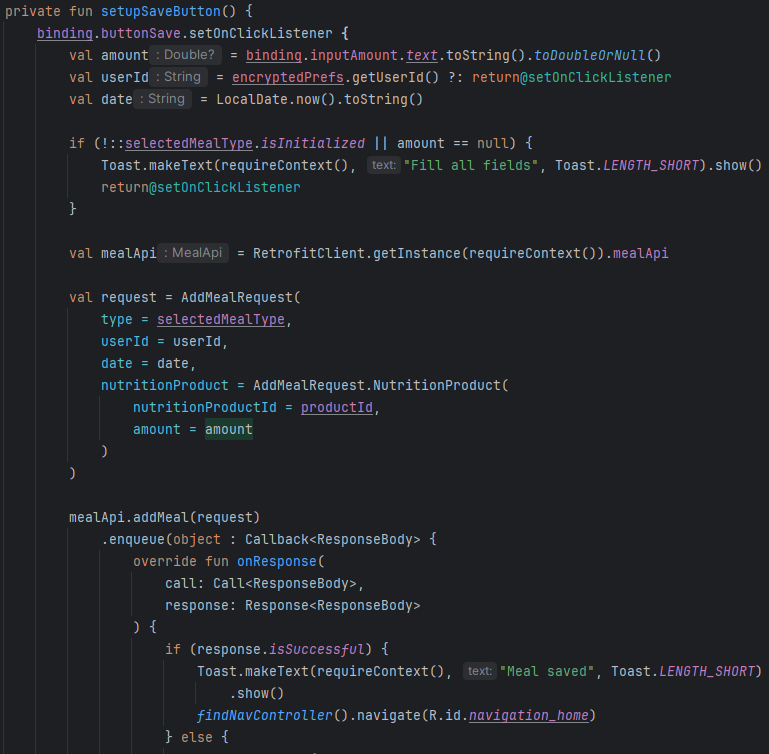 private fun setupSaveButton() {
    binding.buttonSave.setOnClickListener {
        val amount : Double? = binding.inputAmount.text.toString().toDoubleOrNull()
        val userId : String = encryptedPrefs.getUserId() ?: return@setOnClickListener
        val date : String = LocalDate.now().toString()

        if (!::selectedMealType.isInitialized || amount == null) {
            Toast.makeText(requireContext(), text: "Fill all fields", Toast.LENGTH_SHORT).show()
            return@setOnClickListener
        }

        val mealApi : MealApi = RetrofitClient.getInstance(requireContext()).mealApi

        val request = AddMealRequest(
            type = selectedMealType,
            userId = userId,
            date = date,
            nutritionProduct = AddMealRequest.NutritionProduct(
                nutritionProductId = productId,
                amount = amount
            )
        )

        mealApi.addMeal(request)
            .enqueue(object : Callback<ResponseBody> {
                override fun onResponse(
                    call: Call<ResponseBody>,
                    response: Response<ResponseBody>
                ) {
                    if (response.isSuccessful) {
                        Toast.makeText(requireContext(), text: "Meal saved", Toast.LENGTH_SHORT)
                            .show()
                        findNavController().navigate(R.id.navigation_home)
                    } else {